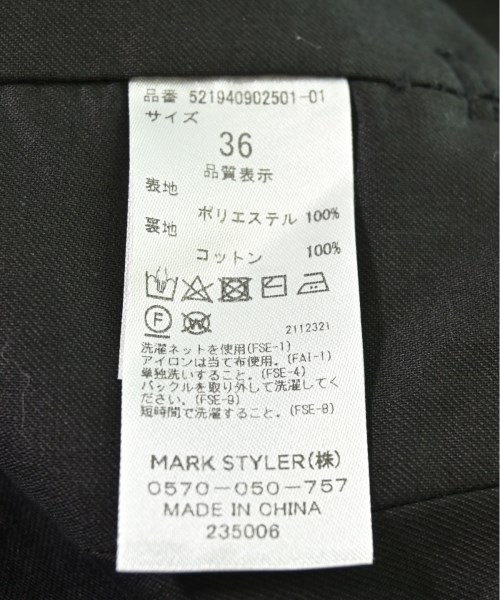 品番 521940902501-01
サイズ
36
品質表示
表地
ポリエステル 100%
裏地
コットン 100%
F W
2112321
洗濯ネットを使用(FSE-1)
アイロンは当て布使用。(FAI-1)
単独洗いすること。(FSE-4)
バックルを取り外して洗濯してく
ださい。(FSE-9)
短時間で洗濯すること。(FSE-8)
MARK STYLER(株)
0570-050-757
MADE IN CHINA
235006